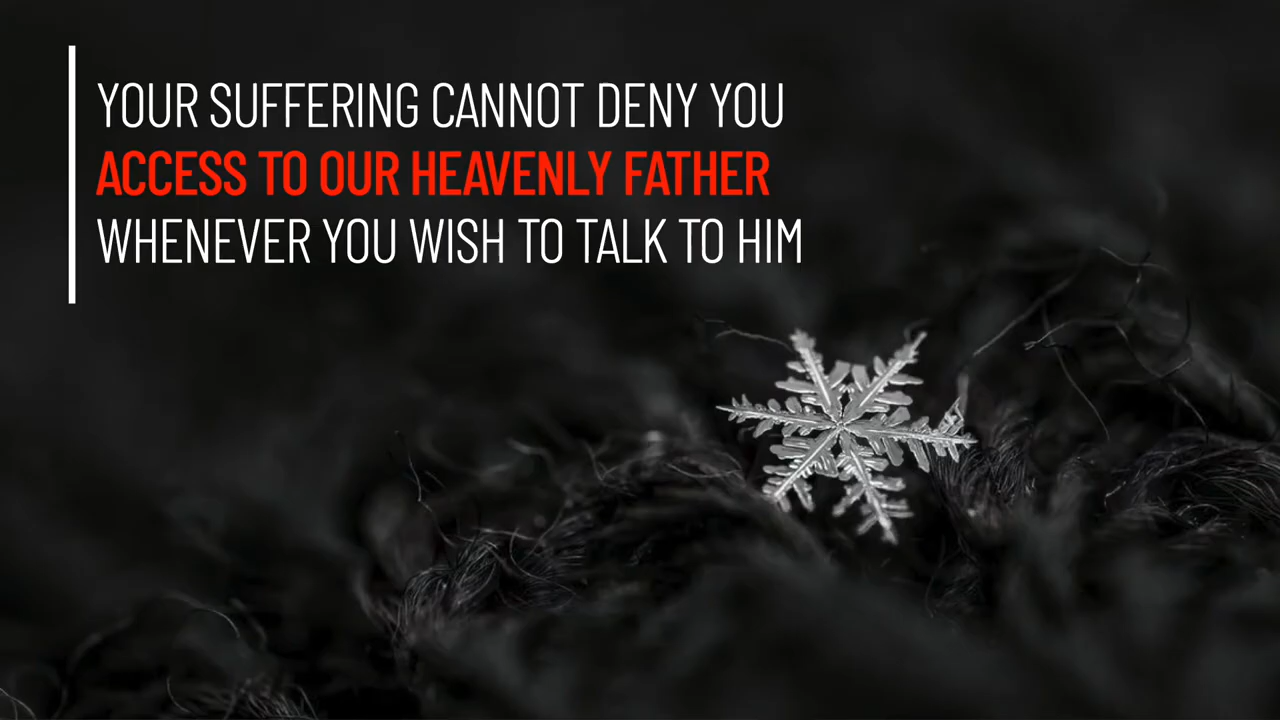 YOUR SUFFERING CANNOT DENY YOU
ACCESS TO OUR HEAVENLY FATHER
WHENEVER YOU WISH TO TALK TO HIM